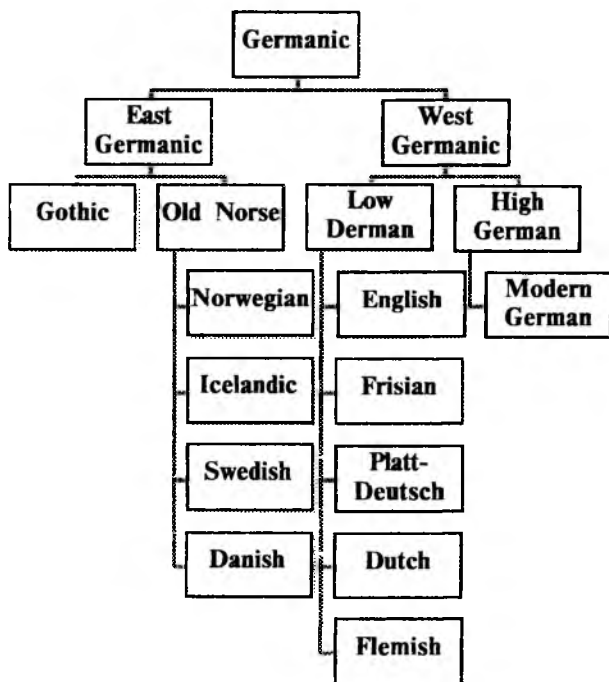 Germanic
East
Germanic
West
Germanic
Gothic
Old Norse
Low
Derman
High
German
Norwegian
English
Modern
German
Icelandic
Frisian
Swedish
Platt-
Deutsch
Danish
Dutch
Flemish